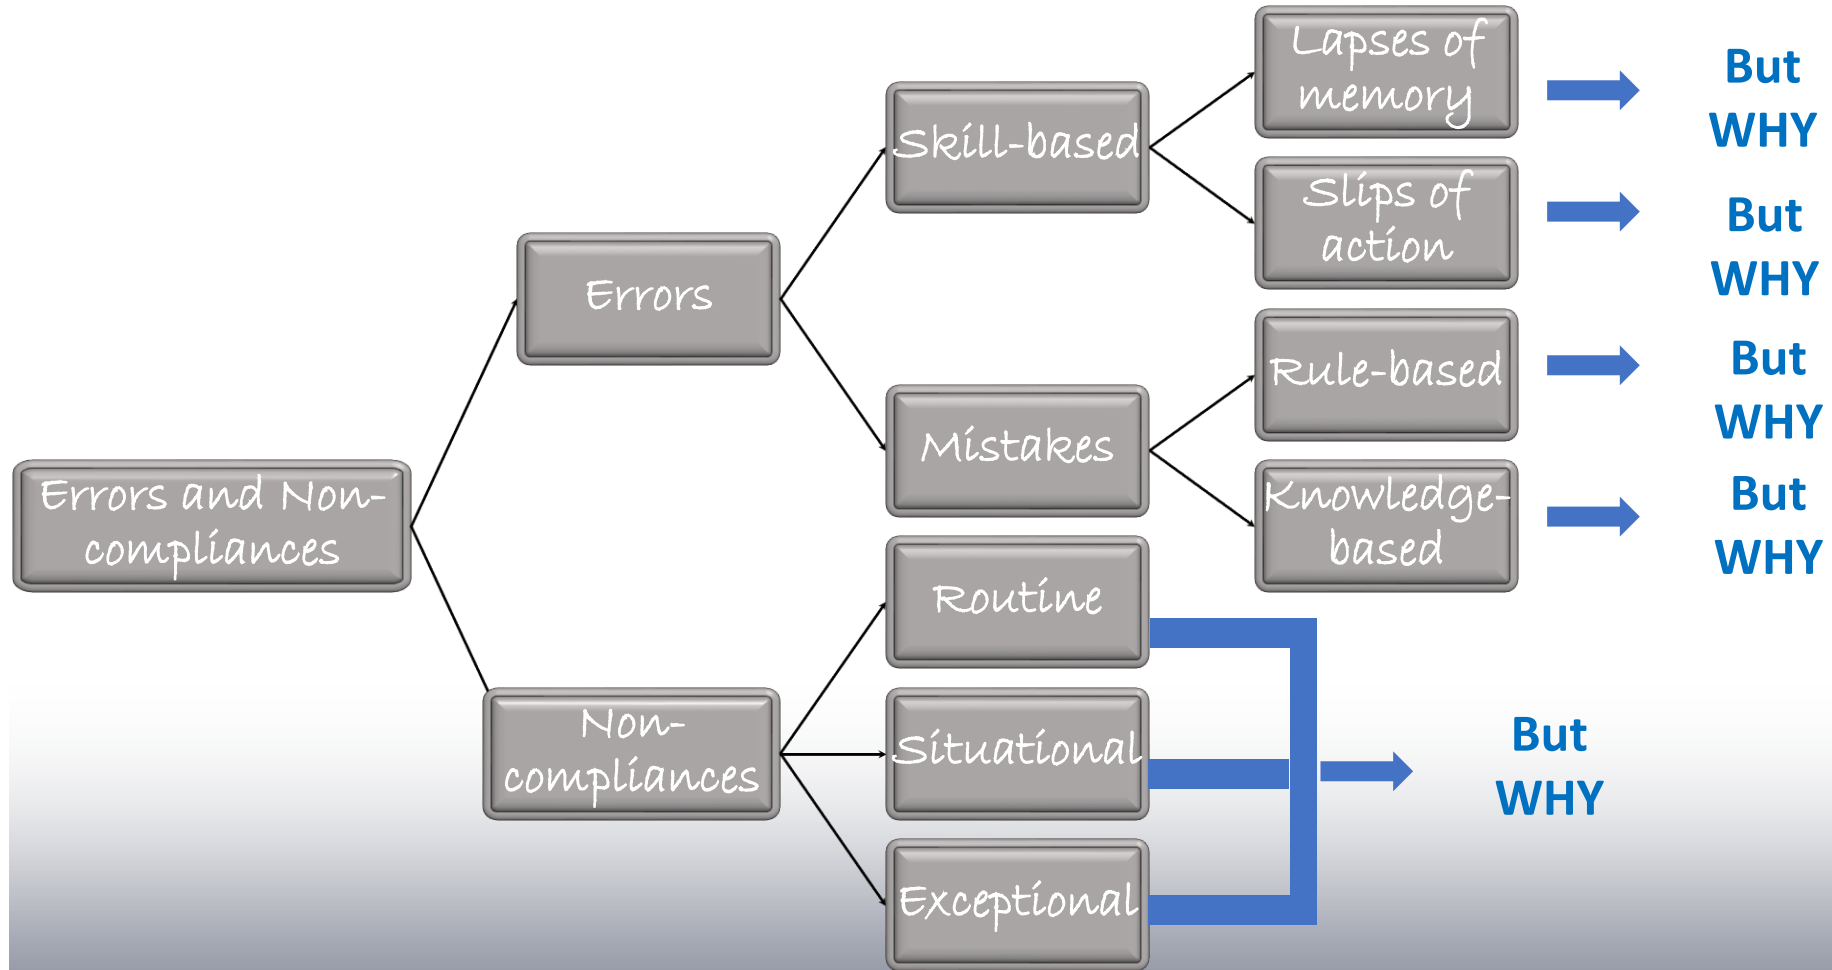 Lapses of
memory
But
WHY
Skill-based
Slips of
action
But
WHY
Errors
Rule-based
But
WHY
Mistakes
Errors and Non-
compliances
Knowledge-
based
But
WHY
Routine
Non-
compliances
Situational
But
WHY
Exceptional